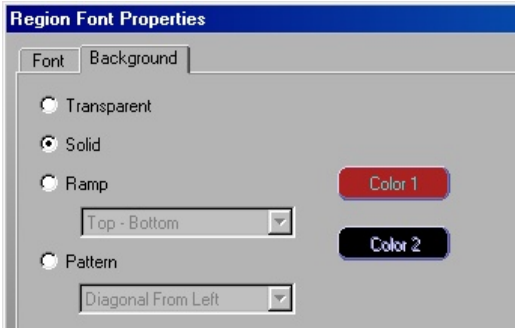 Region Font Properties
Font Background
Transparent
Solid
Ramp
Color 1
Top - Bottom
Color 2
Pattern
Diagonal From Left